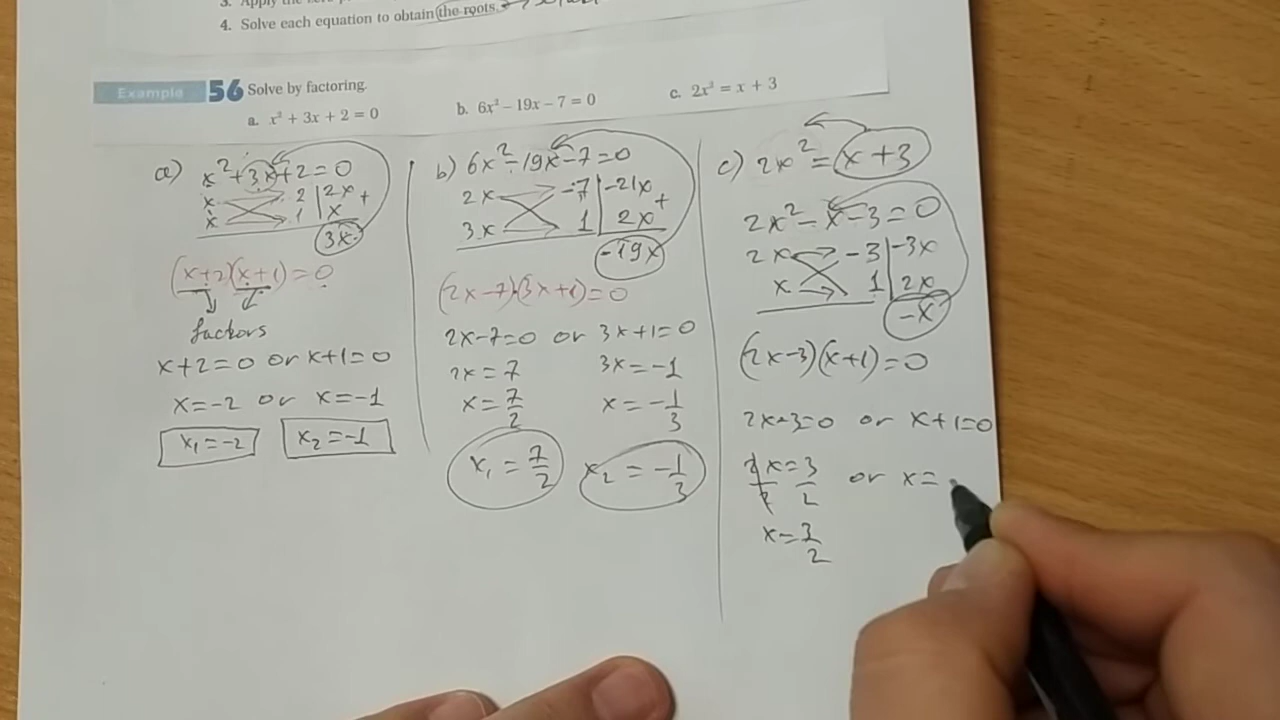 3. Apply the
4. Solve each equation to obtain the roots.
Example 56 Solve by factoring.
a. x² + 3x + 2 = 0
b. 6x² – 19x – 7 = 0
c. 2x² = x + 3
a) x²+3x+2=0
x 2 | 2x +
x 1 | x
3x
(x+2)(x+1)=0
factors
x+2=0 or x+1=0
x=-2 or x=-1
x₁=-2 x₂=-1
b) 6x²-19x-7=0
2x -7 | -21x +
3x 1 | 2x
-19x
(2x-7)·(3x+1)=0
2x-7=0 or 3x+1=0
2x=7 3x=-1
x=7/2 x=-1/3
x₁=7/2 x₂=-1/3
c) 2x²=x+3
2x²-x-3=0
2x -3 | -3x
x 1 | 2x
-x
(2x-3)(x+1)=0
2x-3=0 or x+1=0
2x/2=3/2 or x=
x=3/2